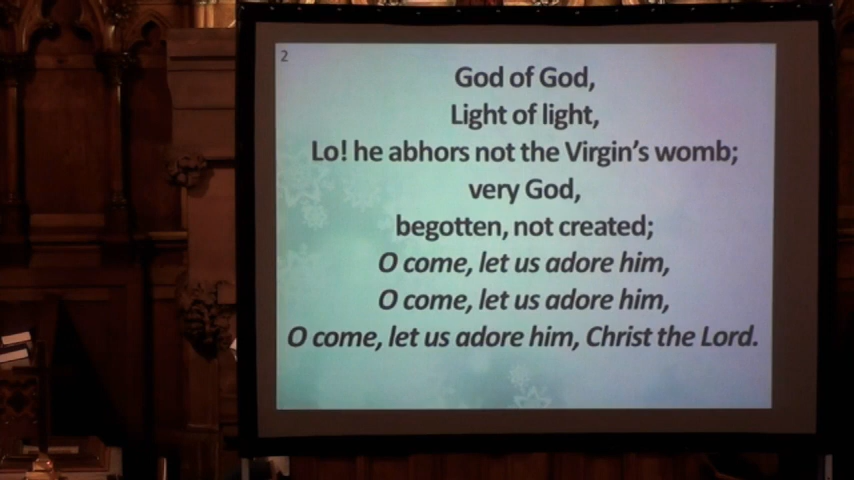 2
God of God,
Light of light,
Lo! he abhors not the Virgin's womb;
very God,
begotten, not created;
O come, let us adore him,
O come, let us adore him,
O come, let us adore him, Christ the Lord.